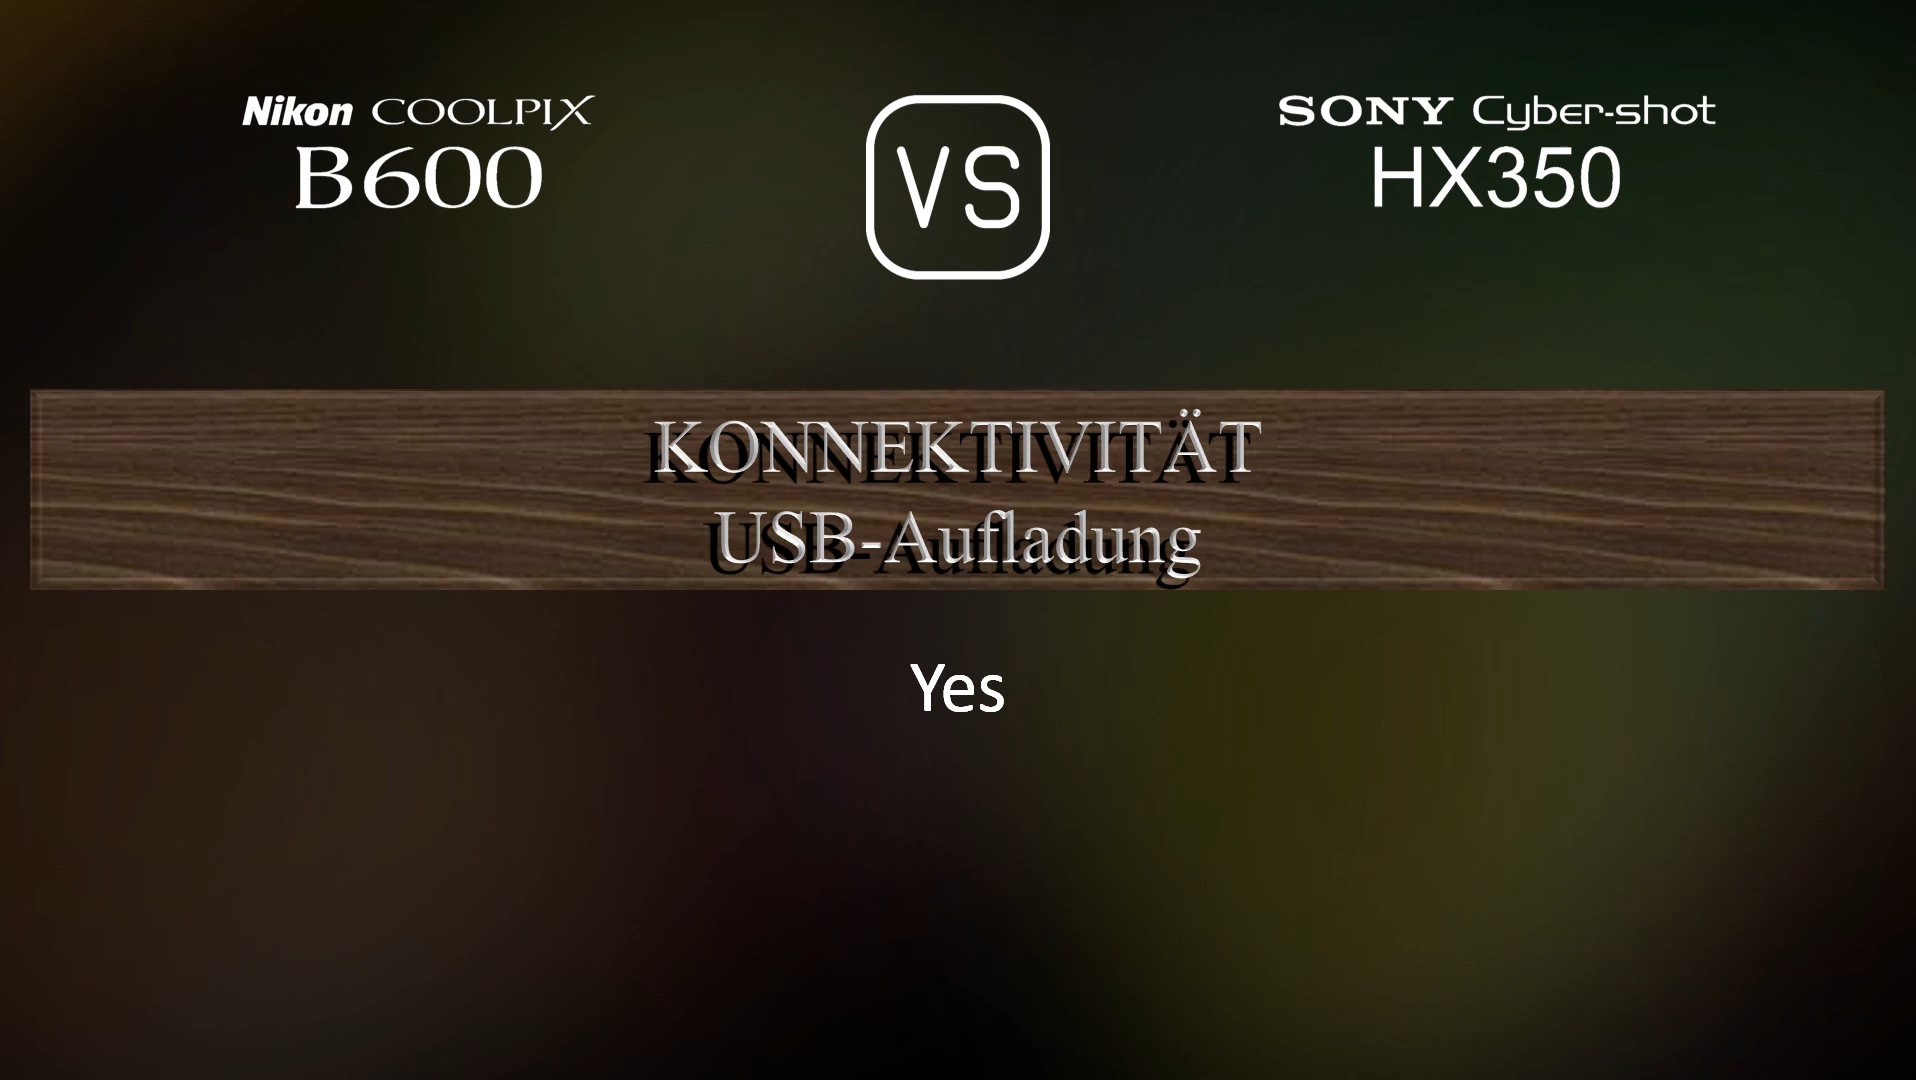 Nikon COOLPIX
B600
VS
SONY Cyber-shot
HX350
KONNEKTIVITÄT
USB-Aufladung
Yes